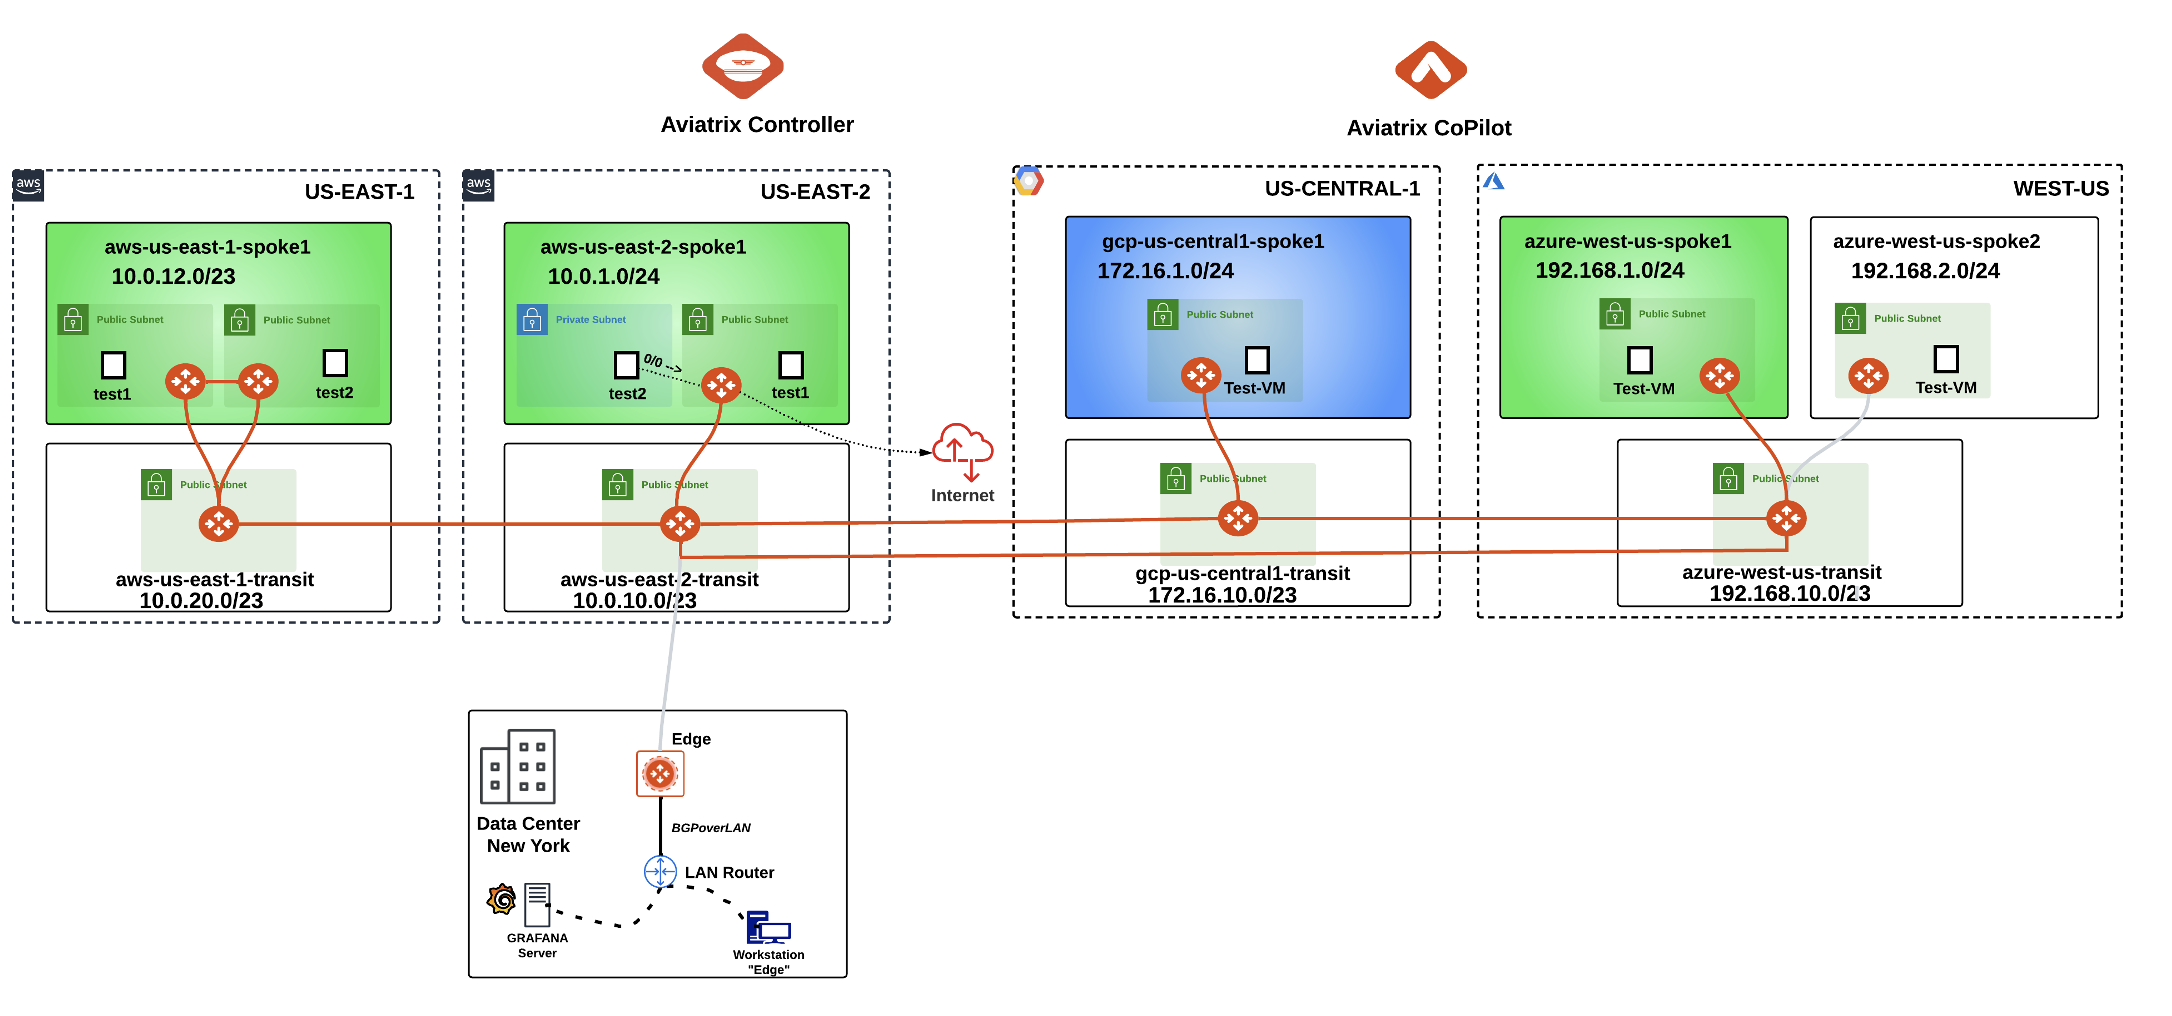 Aviatrix Controller
Aviatrix CoPilot
aws
US-EAST-1
aws-us-east-1-spoke1
10.0.12.0/23
Public Subnet
Public Subnet
test1
test2
Public Subnet
aws-us-east-1-transit
10.0.20.0/23
aws
US-EAST-2
aws-us-east-2-spoke1
10.0.1.0/24
Private Subnet
Public Subnet
0/0 -->
test2
test1
Public Subnet
aws-us-east-2-transit
10.0.10.0/23
Internet
US-CENTRAL-1
gcp-us-central1-spoke1
172.16.1.0/24
Public Subnet
Test-VM
Public Subnet
gcp-us-central1-transit
172.16.10.0/23
WEST-US
azure-west-us-spoke1
192.168.1.0/24
Public Subnet
Test-VM
azure-west-us-spoke2
192.168.2.0/24
Public Subnet
Test-VM
Public Subnet
azure-west-us-transit
192.168.10.0/23
Edge
Data Center
New York
BGPoverLAN
LAN Router
GRAFANA
Server
Workstation
"Edge"